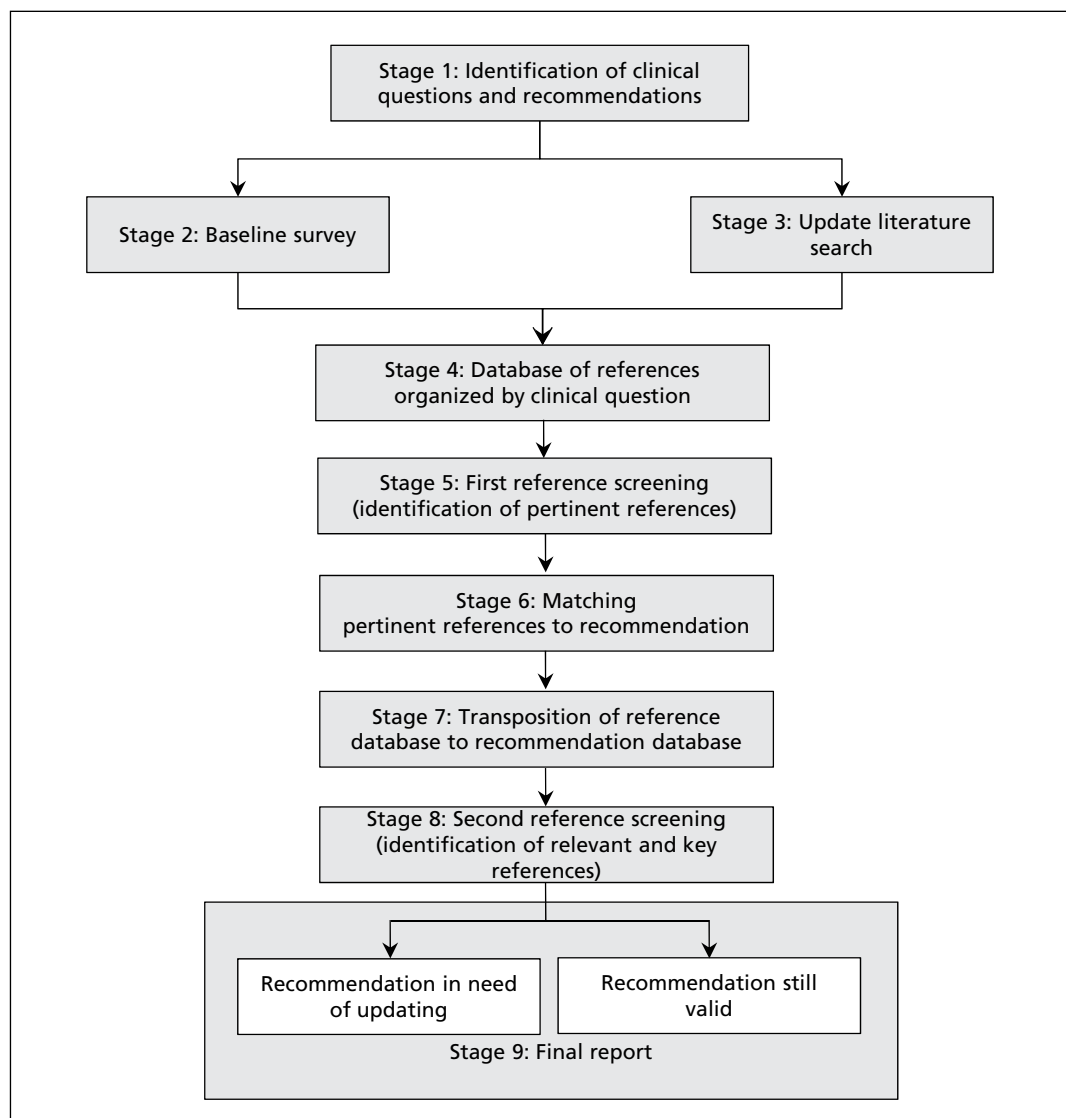 Stage 1: Identification of clinical
questions and recommendations
Stage 2: Baseline survey
Stage 3: Update literature
search
Stage 4: Database of references
organized by clinical question
Stage 5: First reference screening
(identification of pertinent references)
Stage 6: Matching
pertinent references to recommendation
Stage 7: Transposition of reference
database to recommendation database
Stage 8: Second reference screening
(identification of relevant and key
references)
Recommendation in need
of updating
Recommendation still
valid
Stage 9: Final report